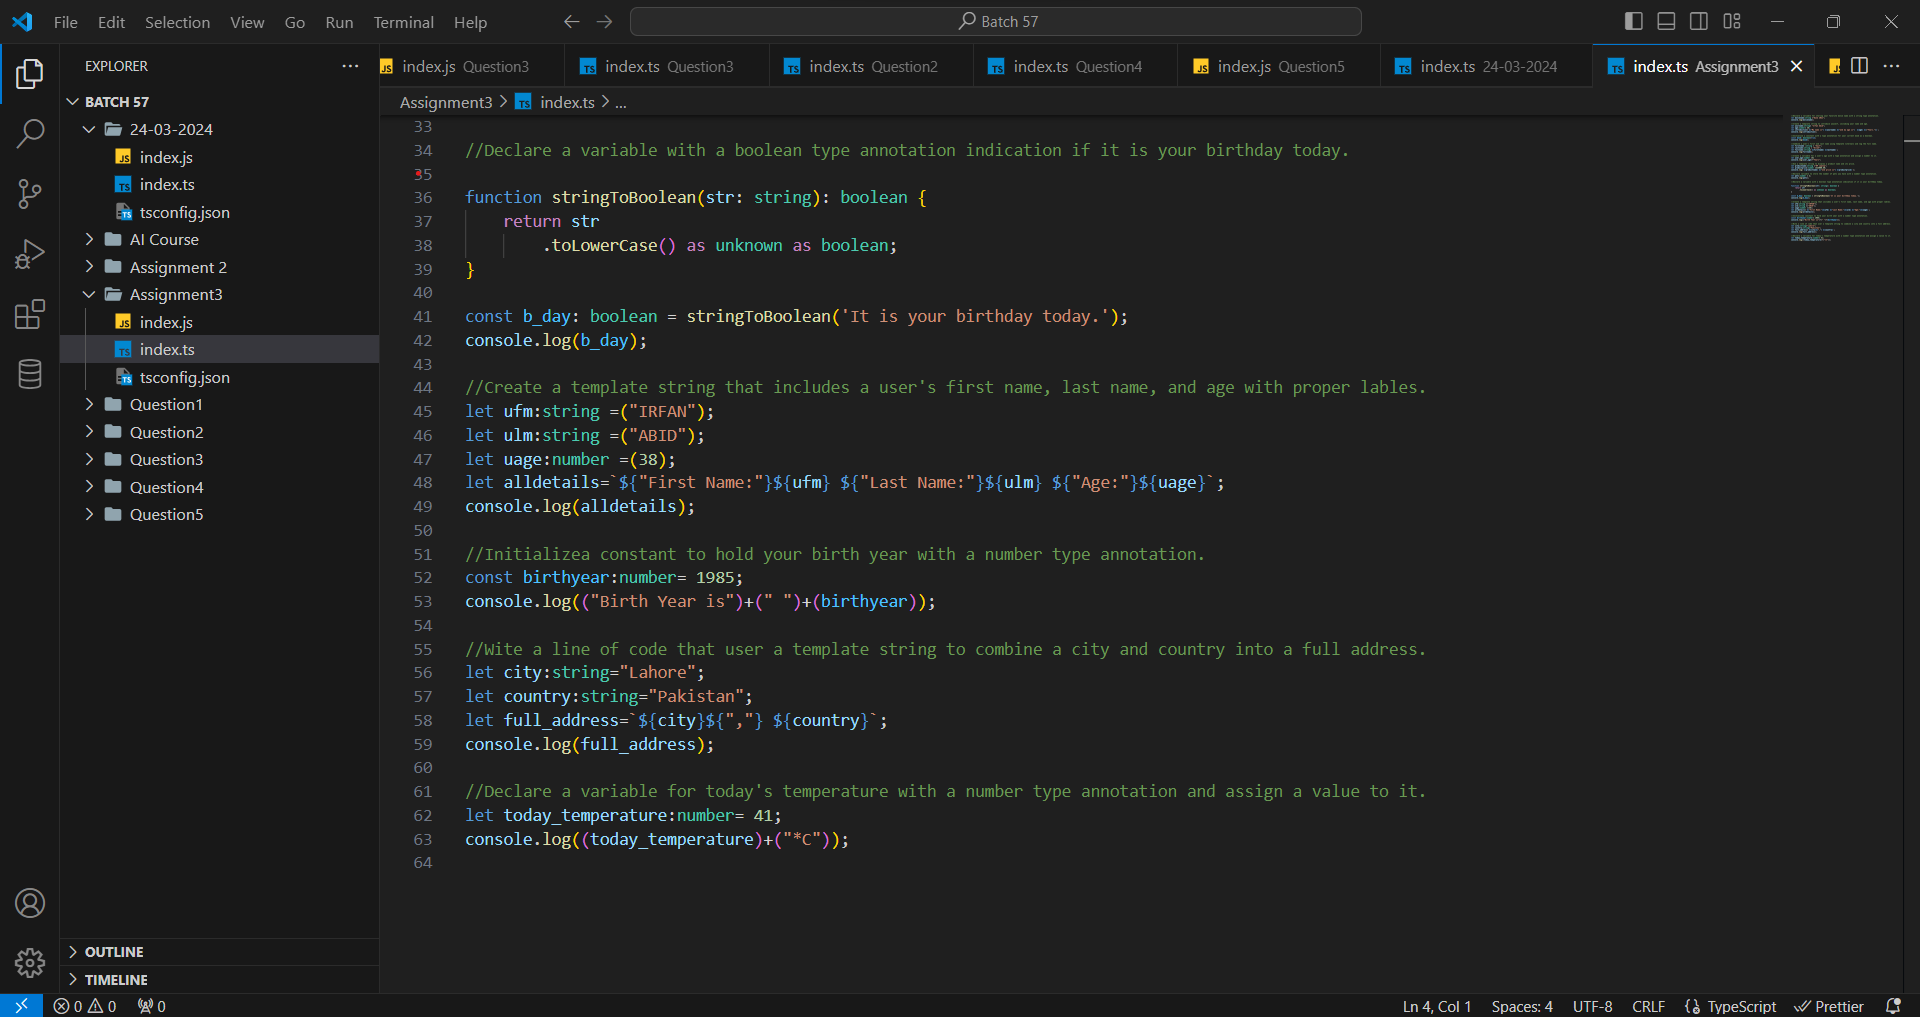 File Edit Selection View Go Run Terminal Help
Batch 57
EXPLORER
BATCH 57
24-03-2024
index.js
index.ts
tsconfig.json
AI Course
Assignment 2
Assignment3
index.js
index.ts
tsconfig.json
Question1
Question2
Question3
Question4
Question5
OUTLINE
TIMELINE
index.js Question3
index.ts Question3
index.ts Question2
index.ts Question4
index.js Question5
index.ts 24-03-2024
index.ts Assignment3
Assignment3 > index.ts > ...
33
34 //Declare a variable with a boolean type annotation indication if it is your birthday today.
35
36 function stringToBoolean(str: string): boolean {
37 return str
38 .toLowerCase() as unknown as boolean;
39 }
40
41 const b_day: boolean = stringToBoolean('It is your birthday today.');
42 console.log(b_day);
43
44 //Create a template string that includes a user's first name, last name, and age with proper lables.
45 let ufm:string =("IRFAN");
46 let ulm:string =("ABID");
47 let uage:number =(38);
48 let alldetails=`${"First Name:"}${ufm} ${"Last Name:"}${ulm} ${"Age:"}${uage}`;
49 console.log(alldetails);
50
51 //Initializea constant to hold your birth year with a number type annotation.
52 const birthyear:number= 1985;
53 console.log(("Birth Year is")+(" ")+(birthyear));
54
55 //Wite a line of code that user a template string to combine a city and country into a full address.
56 let city:string="Lahore";
57 let country:string="Pakistan";
58 let full_address=`${city}${","} ${country}`;
59 console.log(full_address);
60
61 //Declare a variable for today's temperature with a number type annotation and assign a value to it.
62 let today_temperature:number= 41;
63 console.log((today_temperature)+("*C"));
64
0 0 0
Ln 4, Col 1 Spaces: 4 UTF-8 CRLF TypeScript Prettier